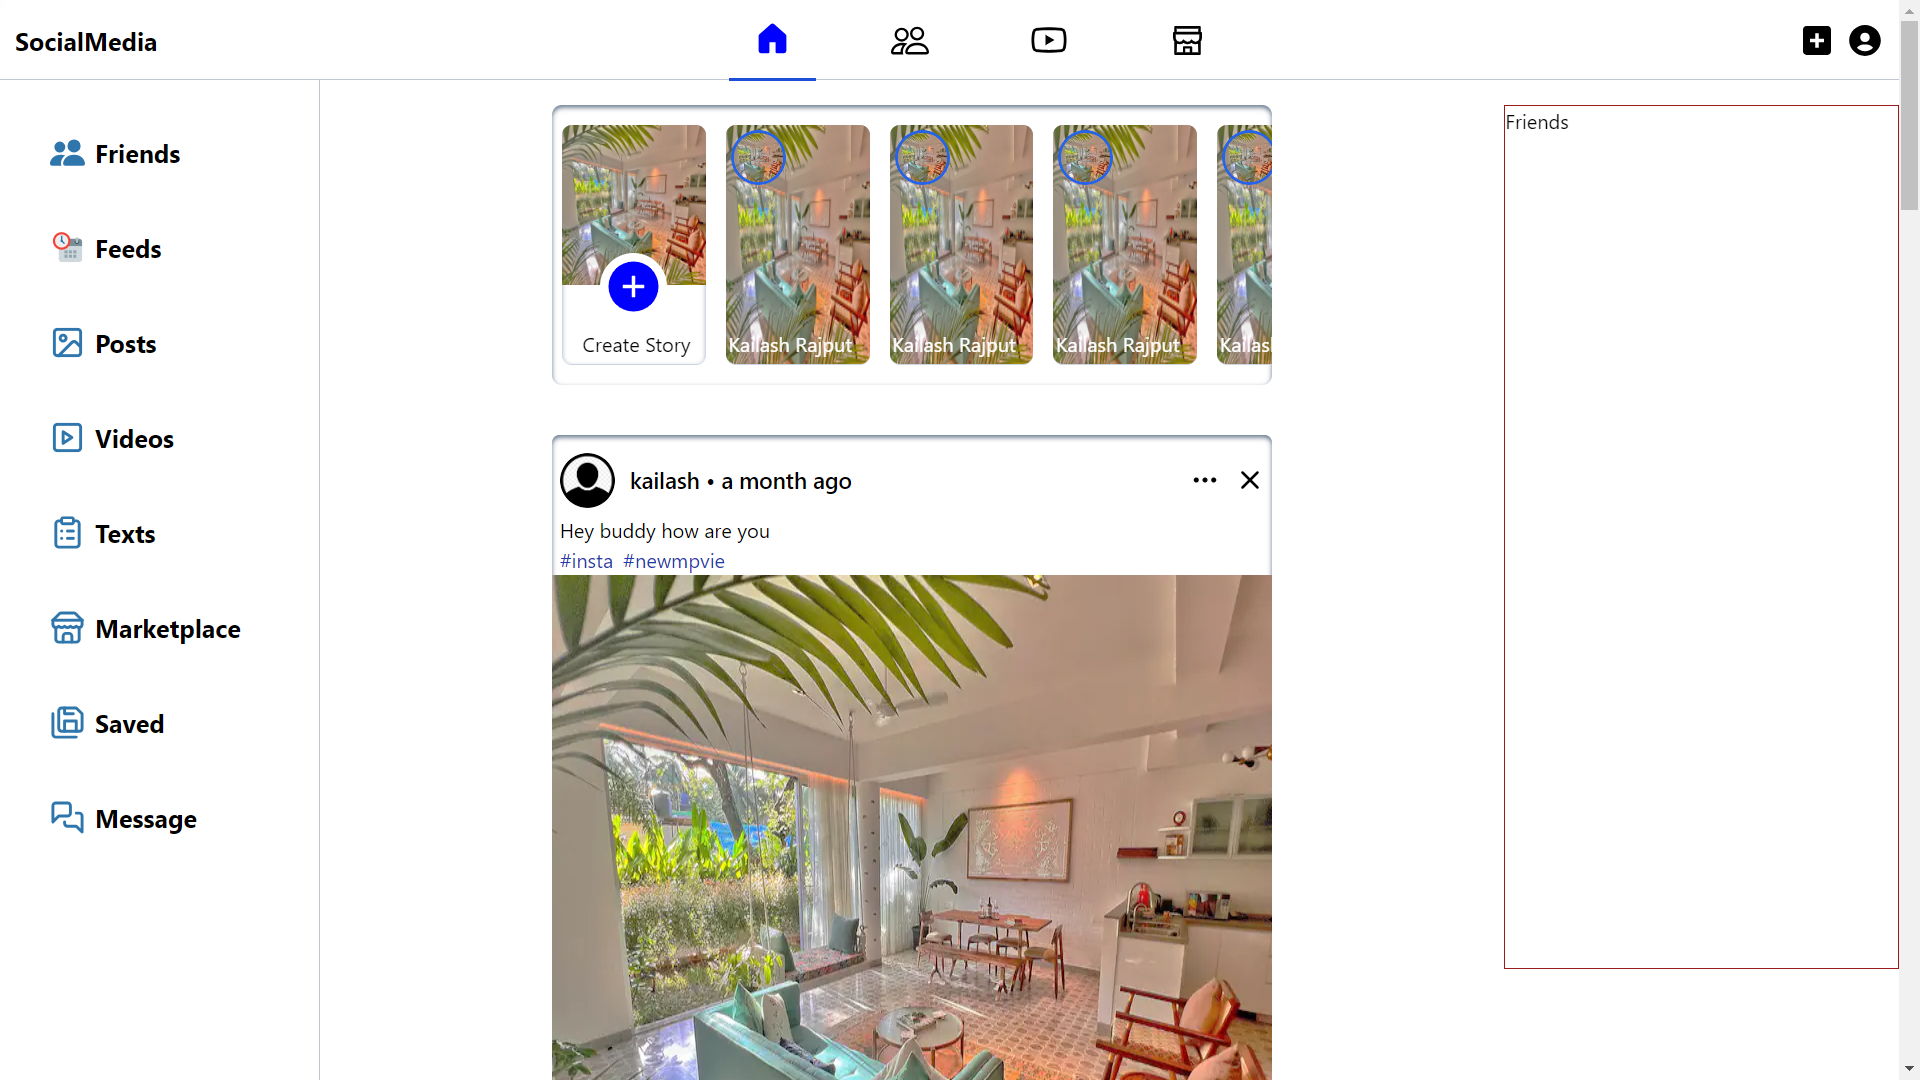 SocialMedia
Friends
Feeds
Posts
Videos
Texts
Marketplace
Saved
Message
Create Story
Kailash Rajput
Kailash Rajput
Kailash Rajput
Kailas
kailash • a month ago
Hey buddy how are you
#insta #newmpvie
Friends